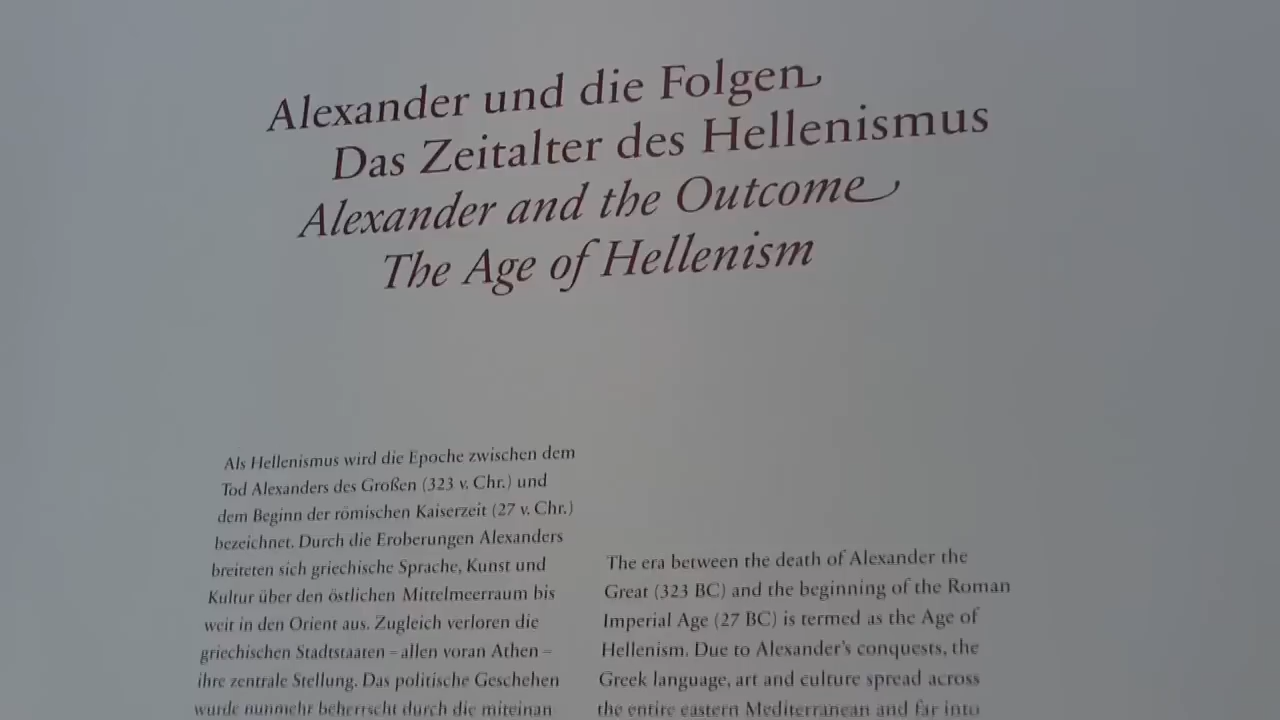 Alexander und die Folgen
Das Zeitalter des Hellenismus
Alexander and the Outcome
The Age of Hellenism
Als Hellenismus wird die Epoche zwischen dem
Tod Alexanders des Großen (323 v. Chr.) und
dem Beginn der römischen Kaiserzeit (27 v. Chr.)
bezeichnet. Durch die Eroberungen Alexanders
breiteten sich griechische Sprache, Kunst und
Kultur über den östlichen Mittelmeerraum bis
weit in den Orient aus. Zugleich verloren die
griechischen Stadtstaaten – allen voran Athen –
ihre zentrale Stellung. Das politische Geschehen
wurde nunmehr beherrscht durch die miteinan
The era between the death of Alexander the
Great (323 BC) and the beginning of the Roman
Imperial Age (27 BC) is termed as the Age of
Hellenism. Due to Alexander's conquests, the
Greek language, art and culture spread across
the entire eastern Mediterranean and far into